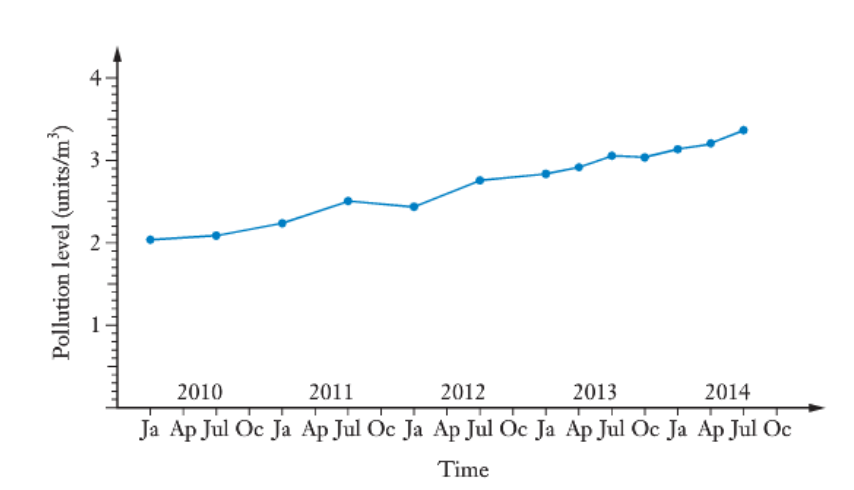 Pollution level (units/m³)
4
3
2
1
2010 2011 2012 2013 2014
Ja Ap Jul Oc Ja Ap Jul Oc Ja Ap Jul Oc Ja Ap Jul Oc Ja Ap Jul Oc
Time